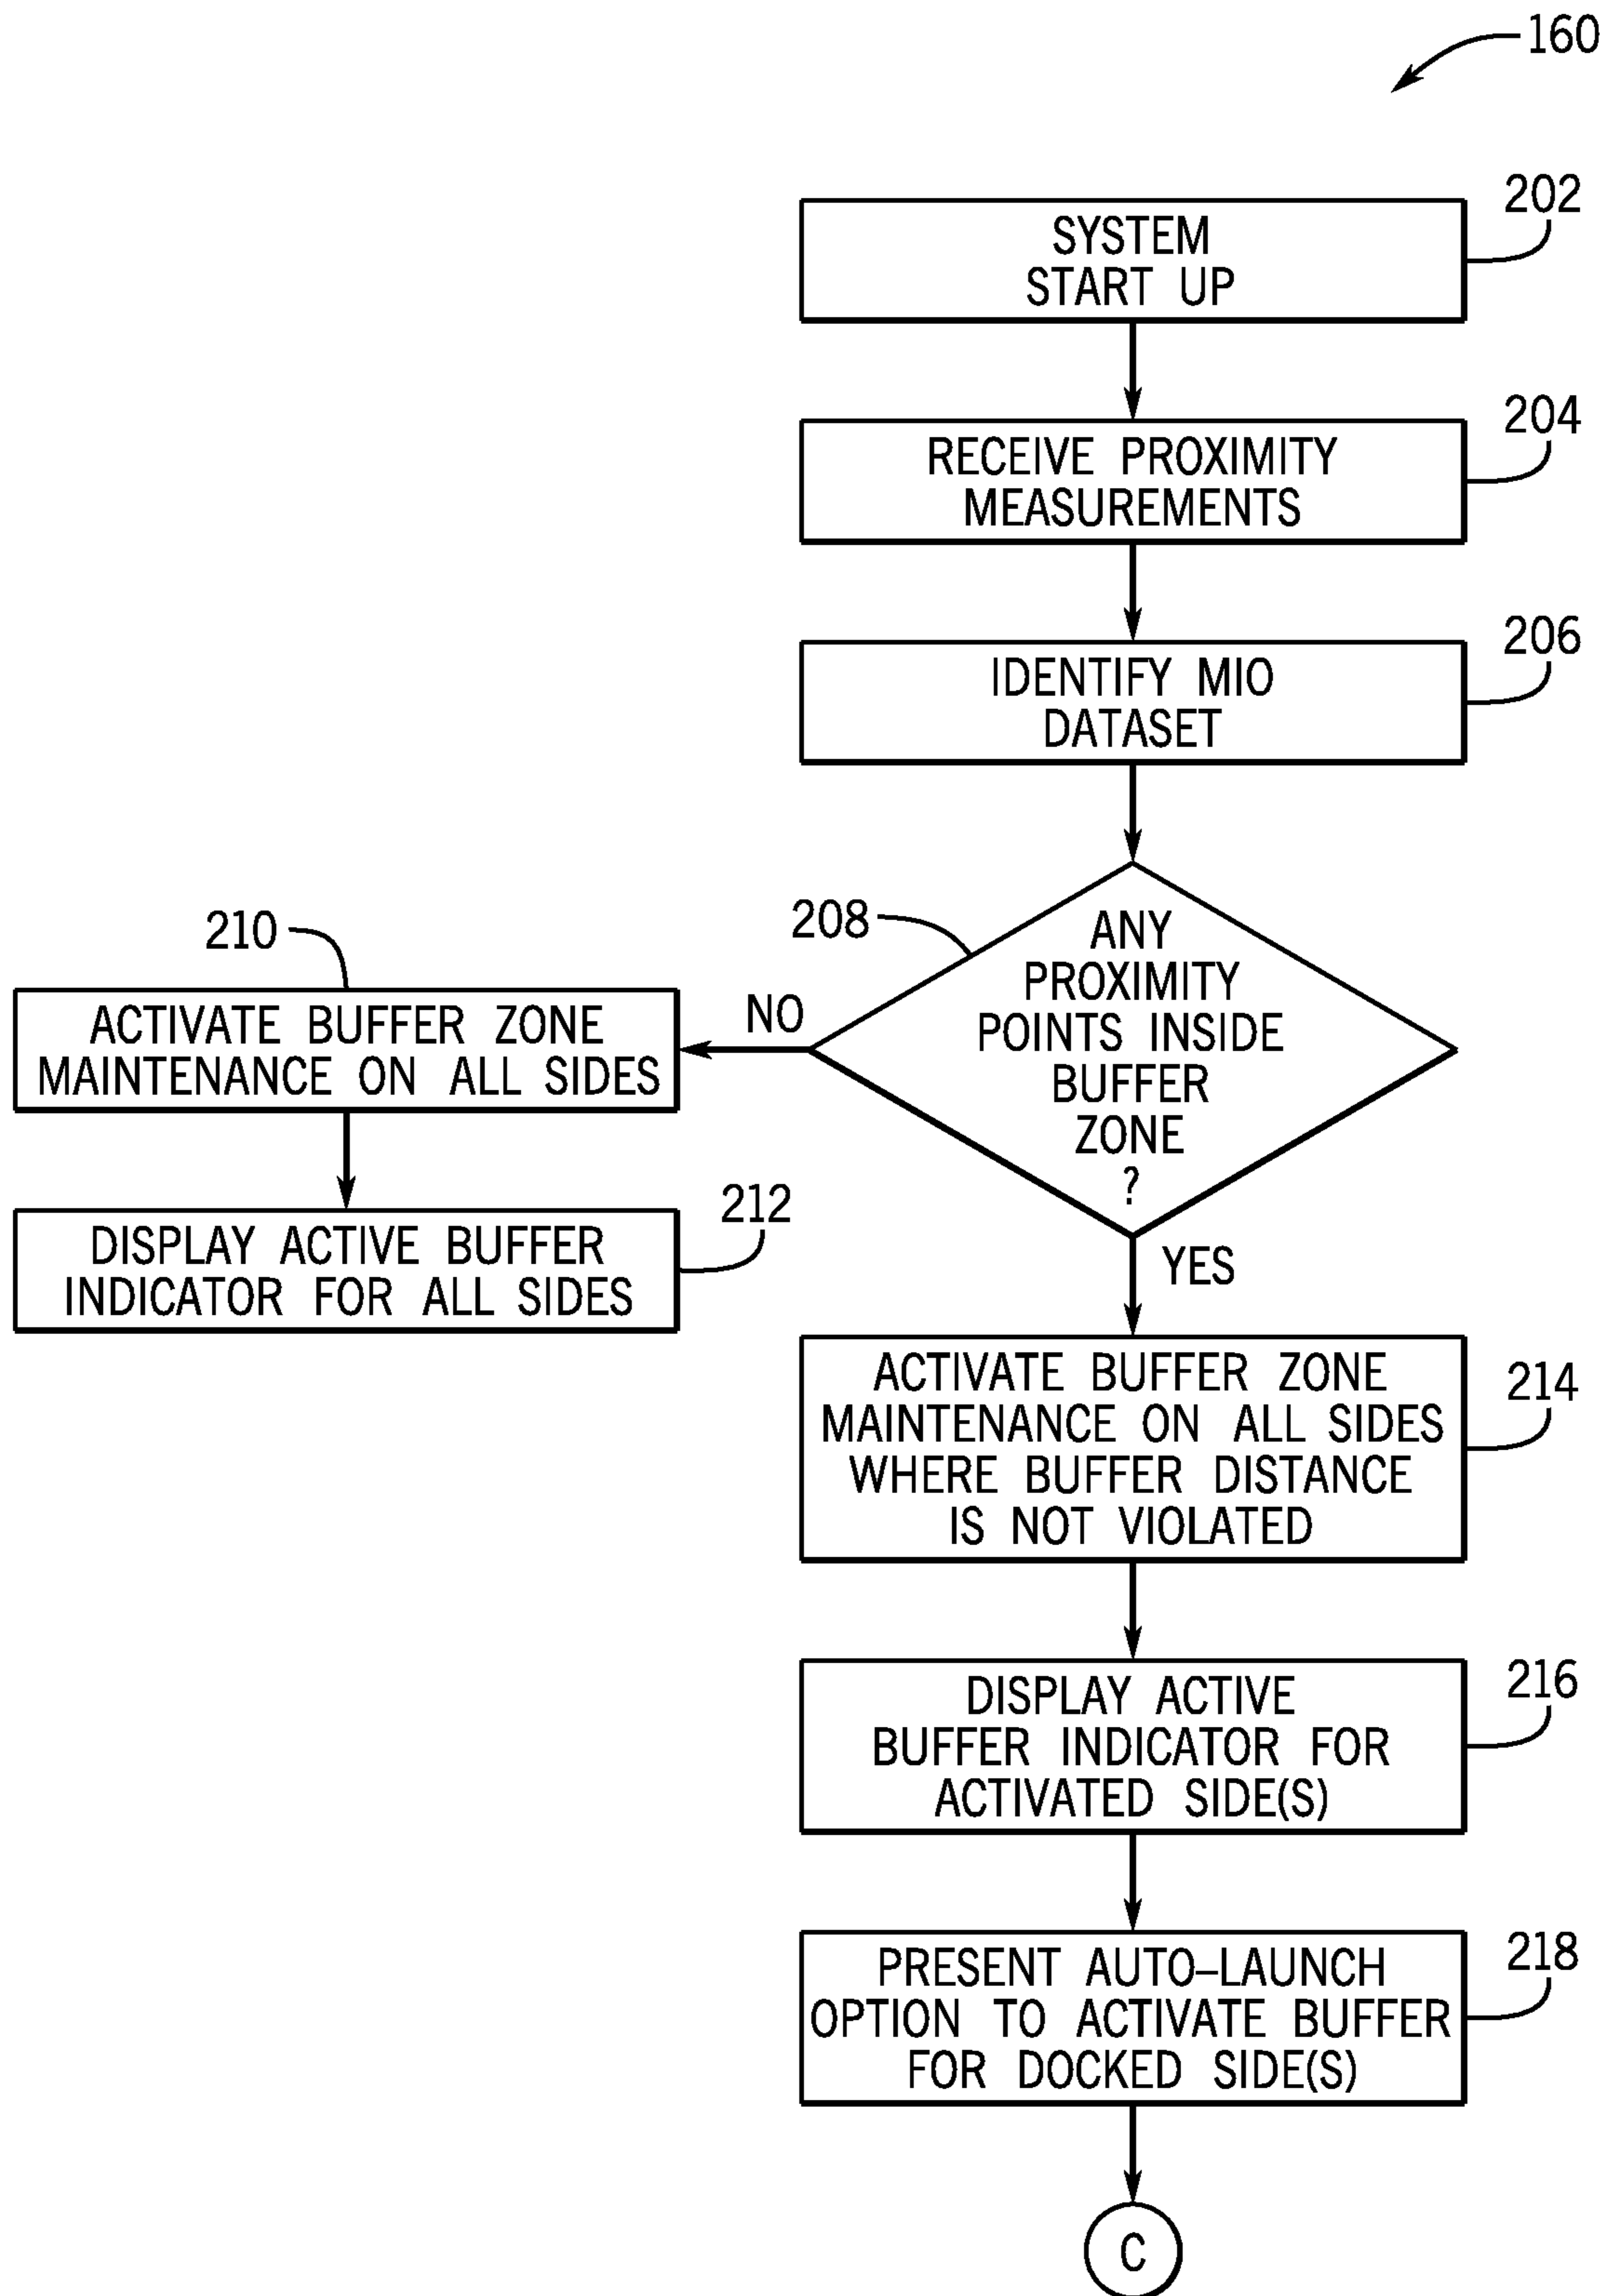 160
202
SYSTEM
START UP
204
RECEIVE PROXIMITY
MEASUREMENTS
206
IDENTIFY MIO
DATASET
208
ANY
PROXIMITY
POINTS INSIDE
BUFFER
ZONE
?
NO
210
ACTIVATE BUFFER ZONE
MAINTENANCE ON ALL SIDES
212
DISPLAY ACTIVE BUFFER
INDICATOR FOR ALL SIDES
YES
214
ACTIVATE BUFFER ZONE
MAINTENANCE ON ALL SIDES
WHERE BUFFER DISTANCE
IS NOT VIOLATED
216
DISPLAY ACTIVE
BUFFER INDICATOR FOR
ACTIVATED SIDE(S)
218
PRESENT AUTO–LAUNCH
OPTION TO ACTIVATE BUFFER
FOR DOCKED SIDE(S)
C